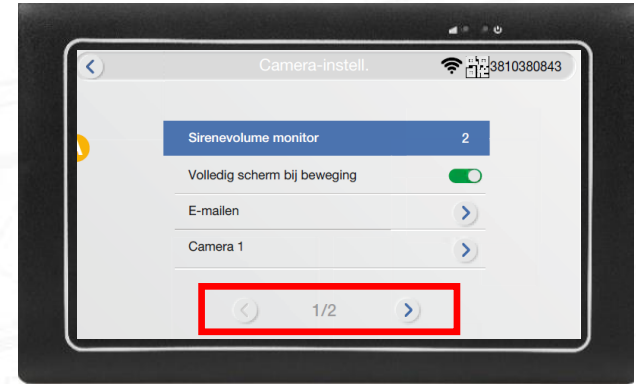 Camera-instell.
3810380843
Sirenevolume monitor 2
Volledig scherm bij beweging
E-mailen
Camera 1
1/2